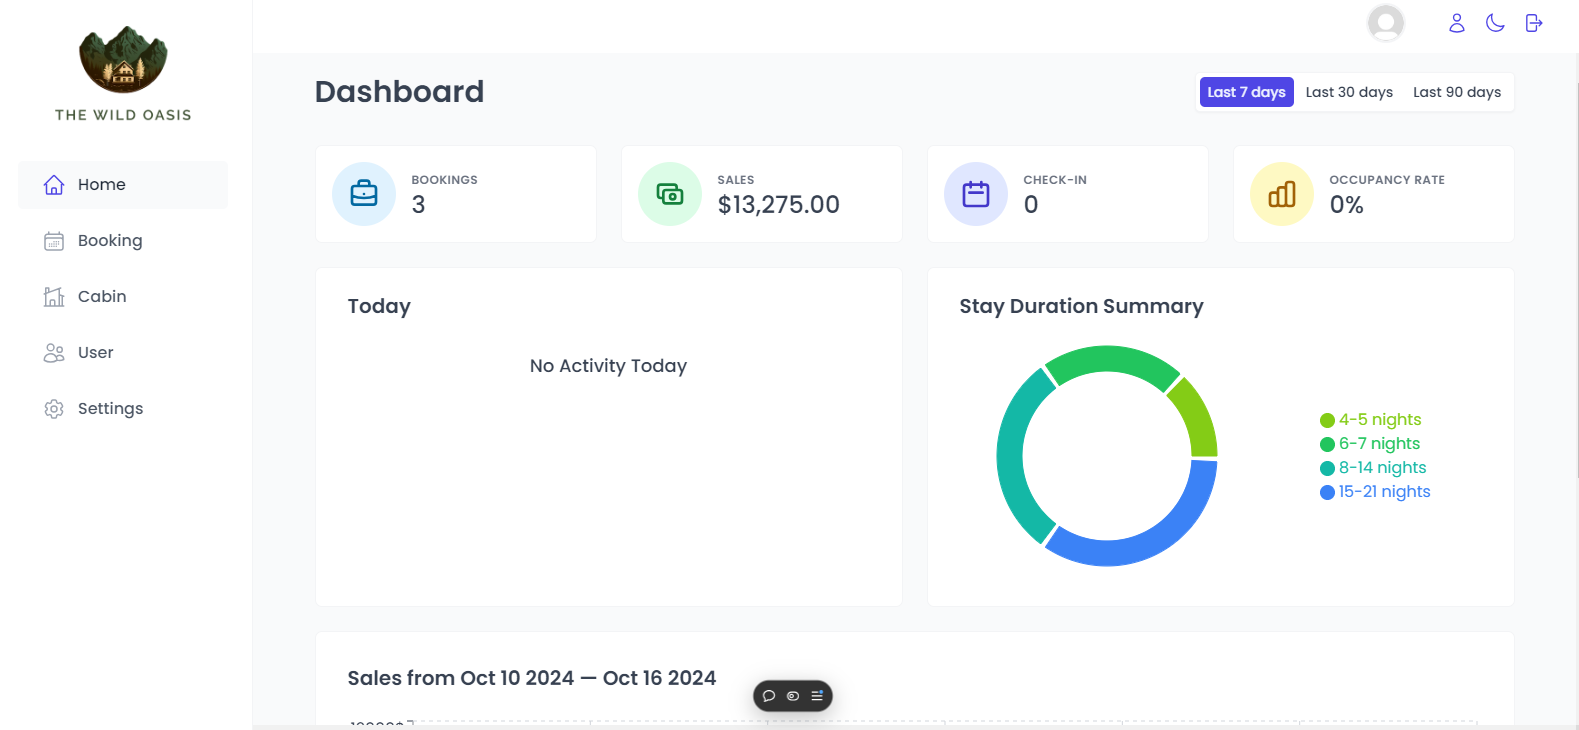 THE WILD OASIS
Home
Booking
Cabin
User
Settings
Dashboard
Last 7 days
Last 30 days
Last 90 days
BOOKINGS
3
SALES
$13,275.00
CHECK-IN
0
OCCUPANCY RATE
0%
Today
No Activity Today
Stay Duration Summary
4-5 nights
6-7 nights
8-14 nights
15-21 nights
Sales from Oct 10 2024 — Oct 16 2024